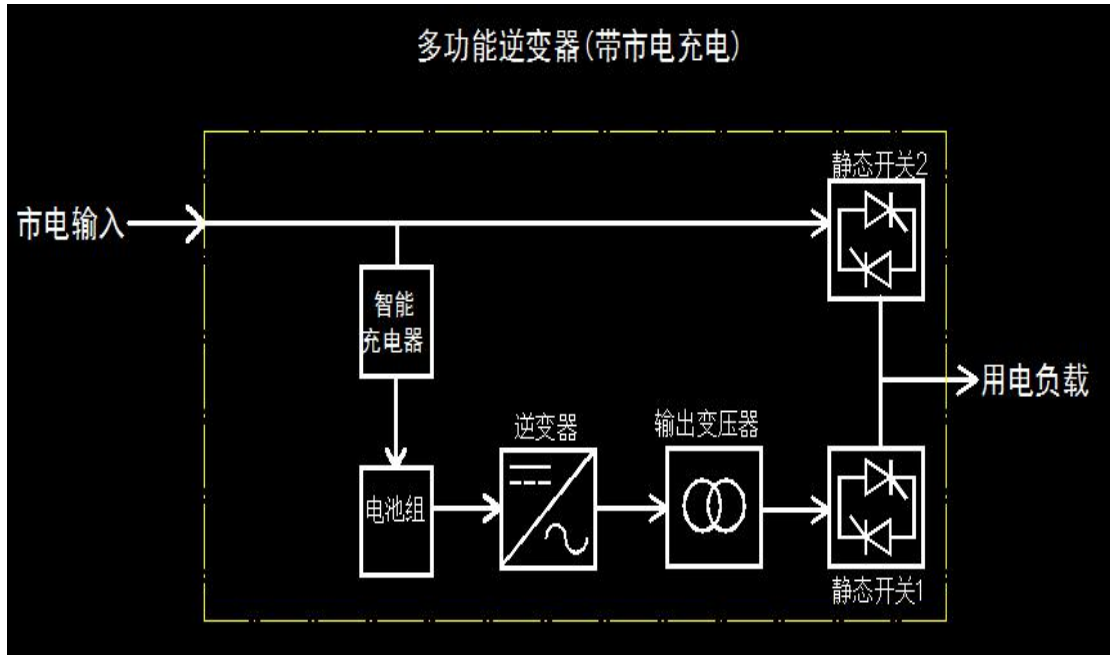 多功能逆变器(带市电充电)
静态开关2
市电输入
智能
充电器
用电负载
逆变器
输出变压器
电池组
静态开关1